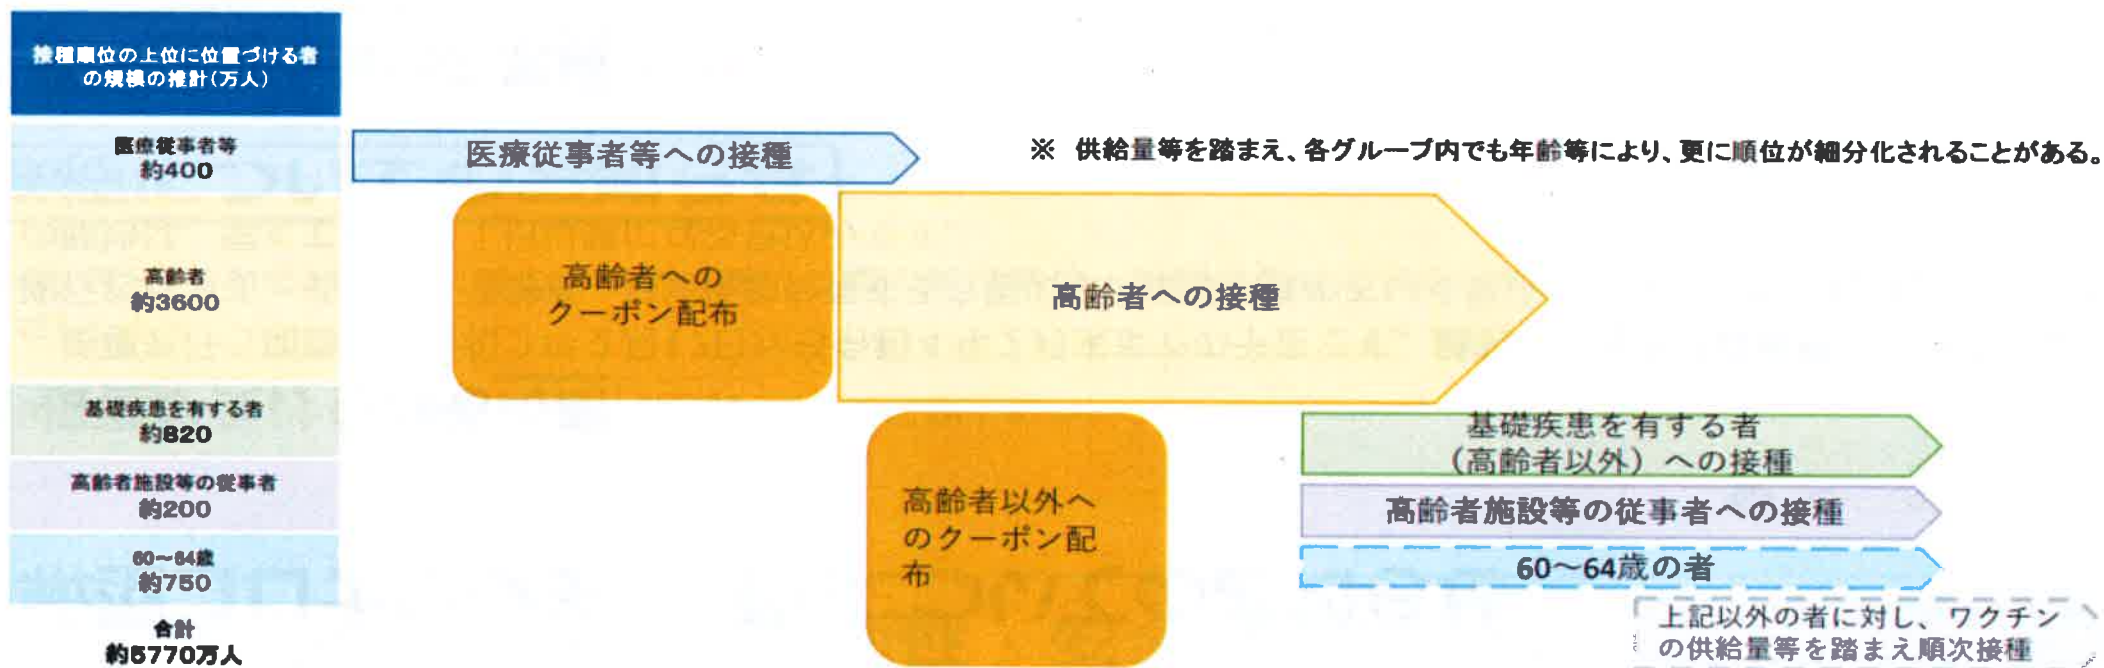 接種順位の上位に位置づける者
の規模の推計(万人)
医療従事者等
約400
医療従事者等への接種
※ 供給量等を踏まえ、各グループ内でも年齢等により、更に順位が細分化されることがある。
高齢者
約3600
高齢者への
クーポン配布
高齢者への接種
基礎疾患を有する者
約820
基礎疾患を有する者
(高齢者以外)への接種
高齢者施設等の従事者
約200
高齢者以外へ
のクーポン配
布
高齢者施設等の従事者への接種
60~64歳
約750
60~64歳の者
合計
約5770万人
上記以外の者に対し、ワクチン
の供給量等を踏まえ順次接種